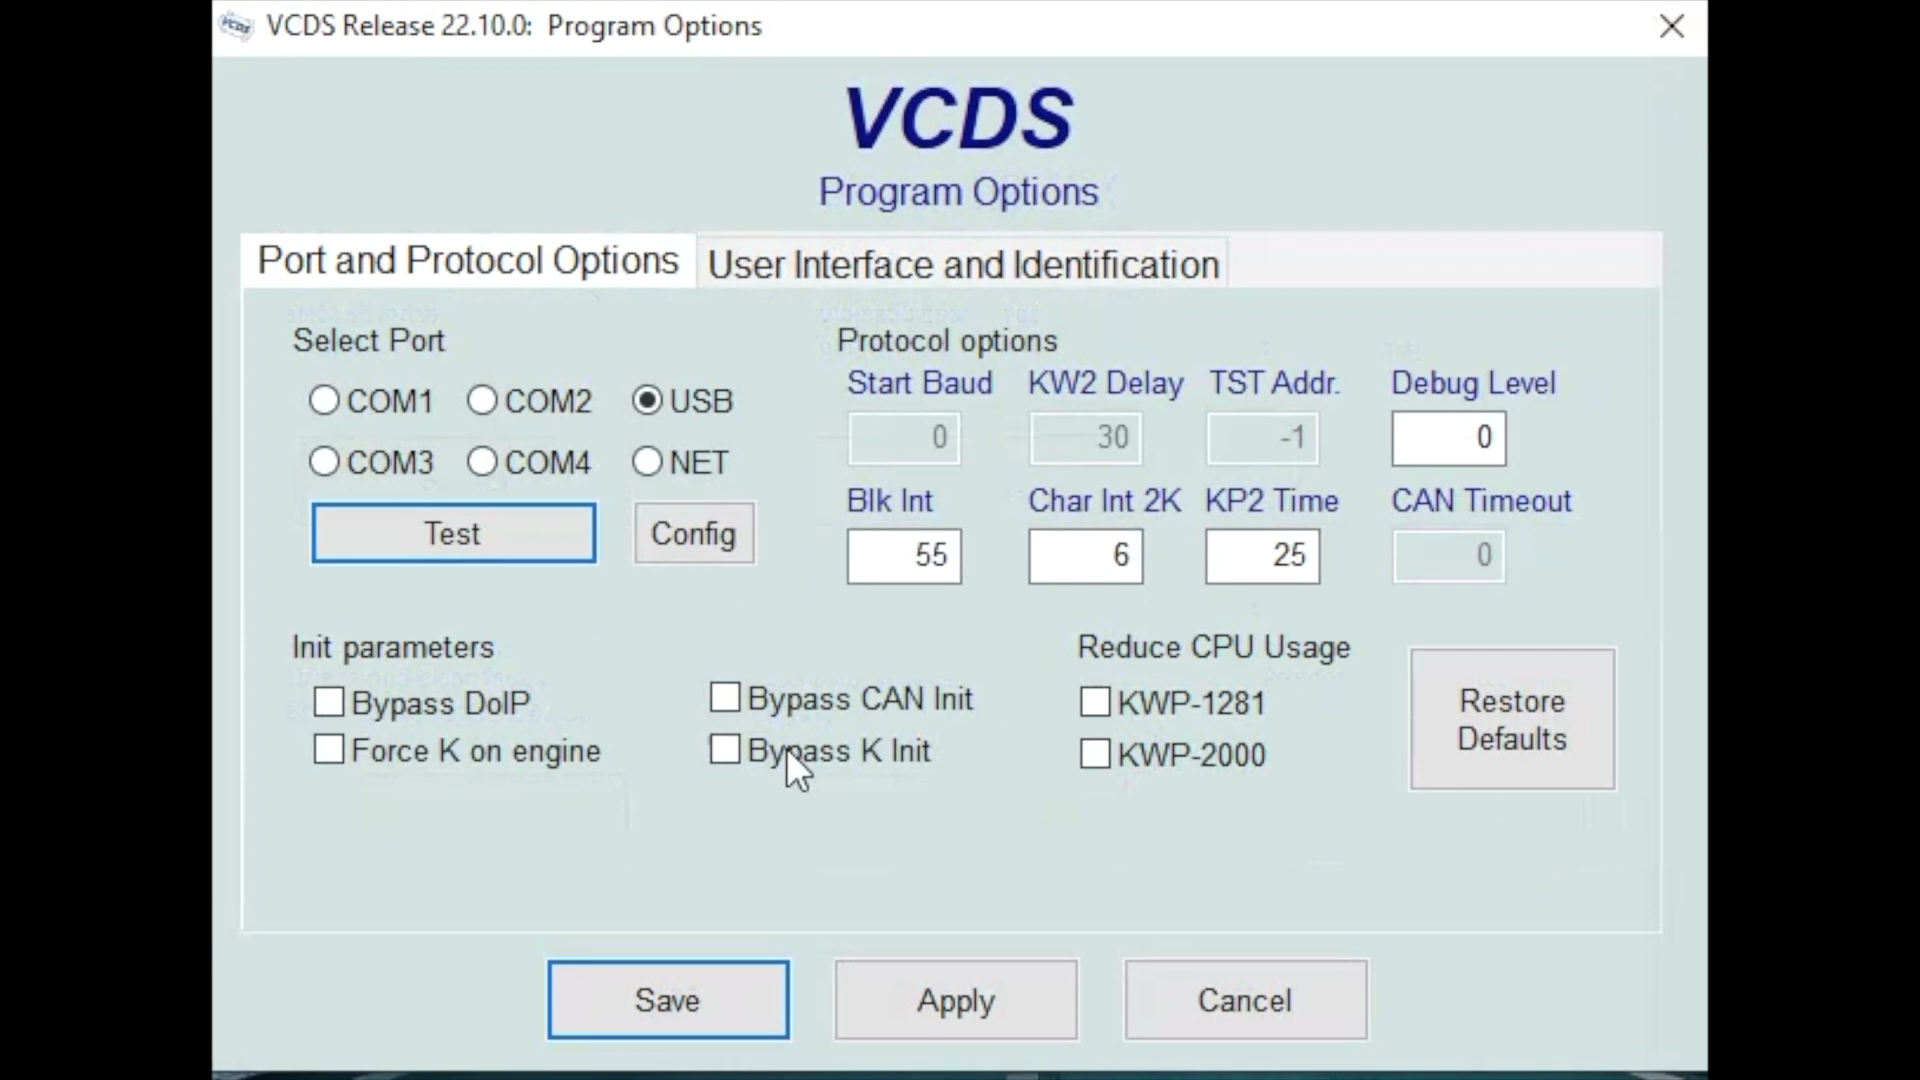 VCDS Release 22.10.0: Program Options
VCDS
Program Options
Port and Protocol Options
User Interface and Identification
Select Port
COM1
COM2
USB
COM3
COM4
NET
Test
Config
Protocol options
Start Baud
KW2 Delay
TST Addr.
Debug Level
0
30
-1
0
Blk Int
Char Int 2K
KP2 Time
CAN Timeout
55
6
25
0
Init parameters
Bypass DoIP
Bypass CAN Init
Force K on engine
Bypass K Init
Reduce CPU Usage
KWP-1281
KWP-2000
Restore
Defaults
Save
Apply
Cancel